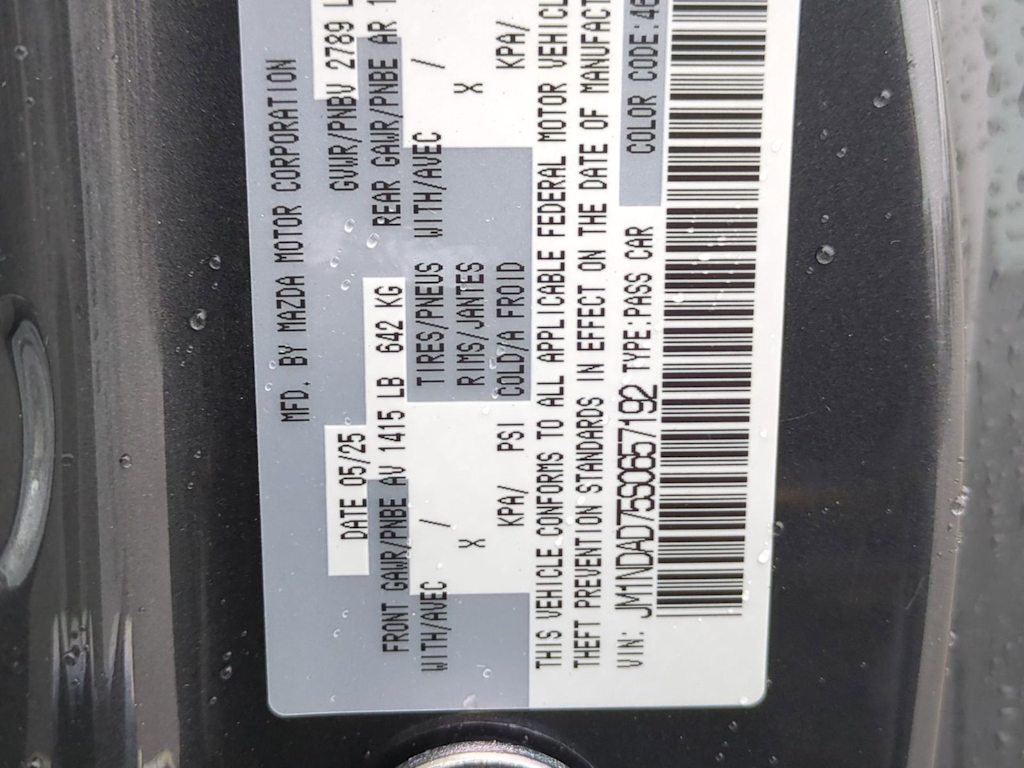 MFD. BY MAZDA MOTOR CORPORATION
DATE 05/25
GVWR/PNBV 2789 L
FRONT GAWR/PNBE AV 1415 LB 642 KG
REAR GAWR/PNBE AR 1
WITH/AVEC / TIRES/PNEUS WITH/AVEC /
X RIMS/JANTES X
KPA/ PSI COLD/A FROID KPA/
THIS VEHICLE CONFORMS TO ALL APPLICABLE FEDERAL MOTOR VEHICL
THEFT PREVENTION STANDARDS IN EFFECT ON THE DATE OF MANUFACT
VIN: JM1NDAD75S0657192 TYPE:PASS CAR COLOR CODE:46